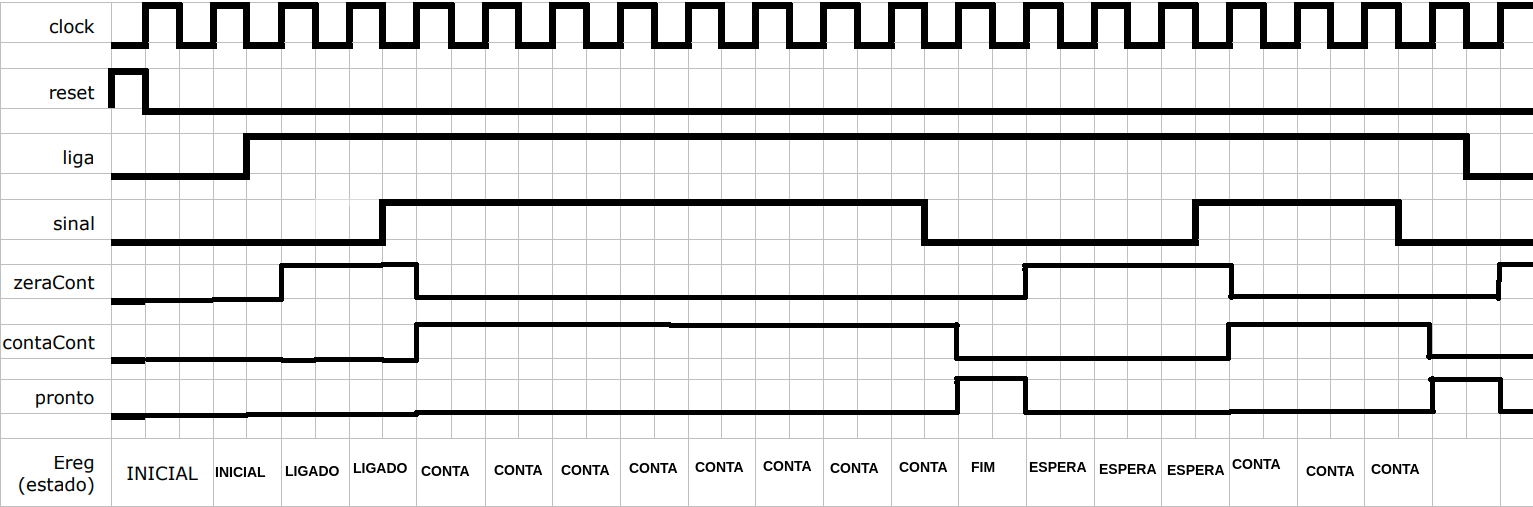 clock
reset
liga
sinal
zeraCont
contaCont
pronto
Ereg
(estado)
INICIAL INICIAL LIGADO LIGADO CONTA CONTA CONTA CONTA CONTA CONTA CONTA CONTA FIM ESPERA ESPERA ESPERA CONTA CONTA CONTA